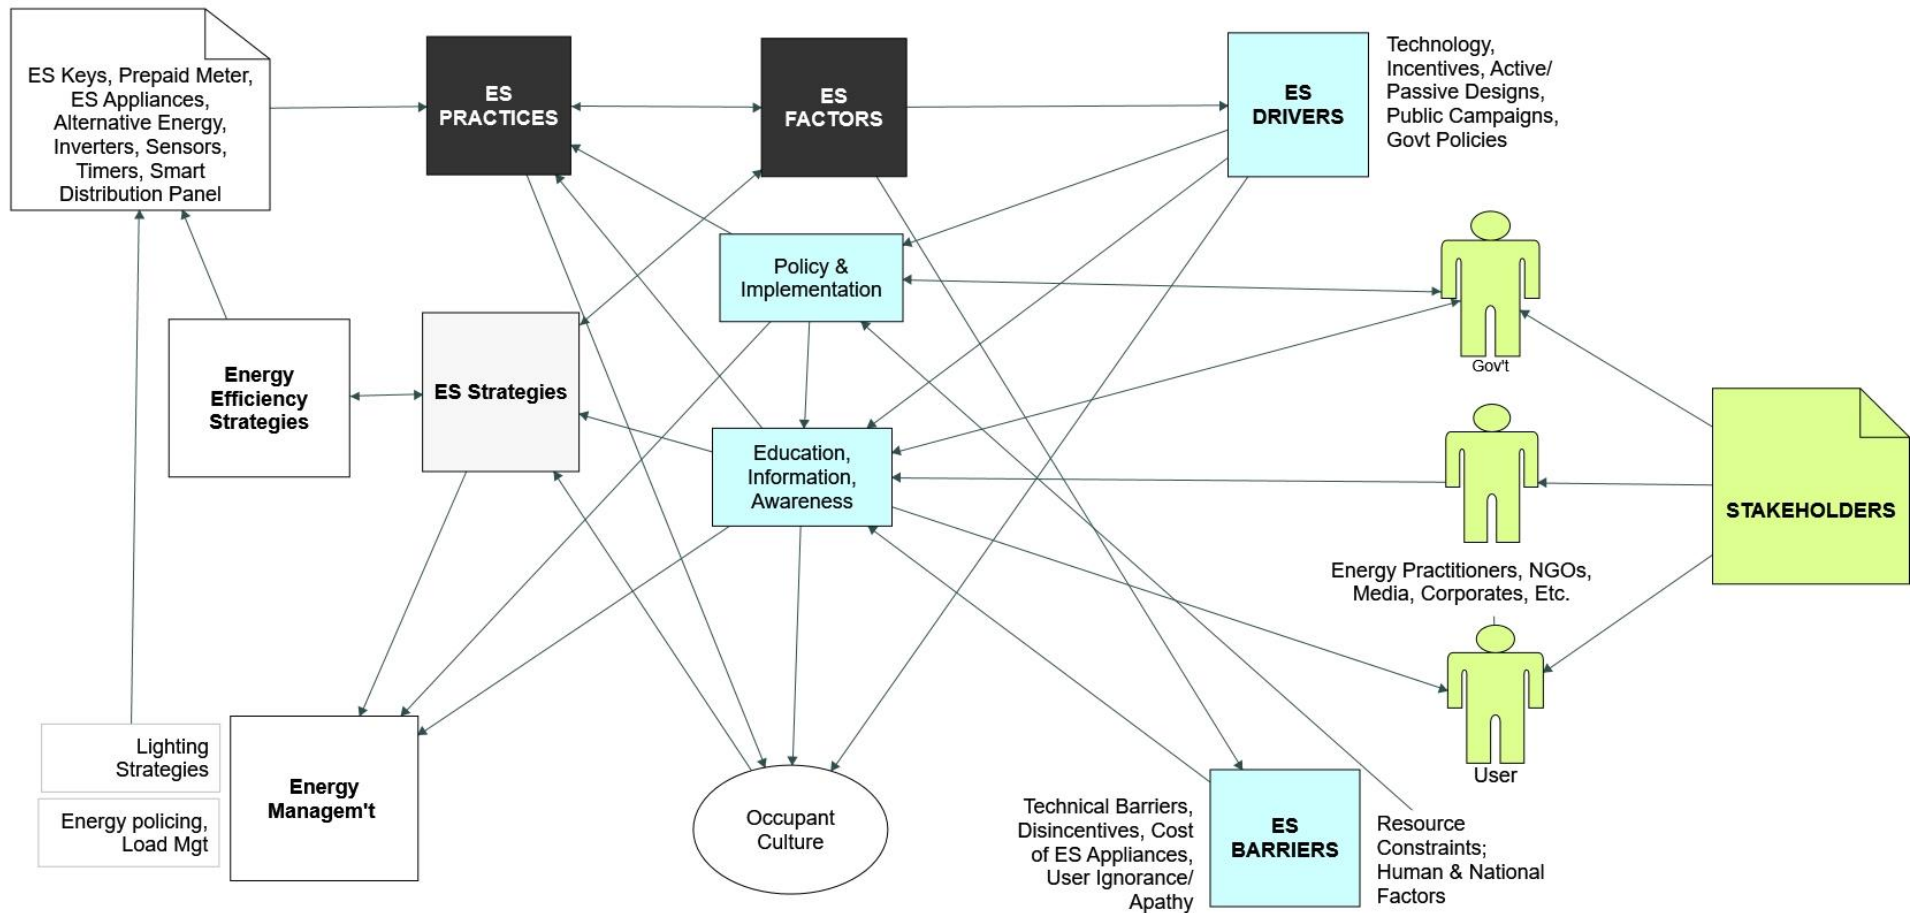 ES Keys, Prepaid Meter,
ES Appliances,
Alternative Energy,
Inverters, Sensors,
Timers, Smart
Distribution Panel
ES
PRACTICES
ES
FACTORS
ES
DRIVERS
Technology,
Incentives, Active/
Passive Designs,
Public Campaigns,
Govt Policies
Policy &
Implementation
Gov't
Energy
Efficiency
Strategies
ES Strategies
Education,
Information,
Awareness
STAKEHOLDERS
Energy Practitioners, NGOs,
Media, Corporates, Etc.
User
Lighting
Strategies
Energy policing,
Load Mgt
Energy
Managem't
Occupant
Culture
Technical Barriers,
Disincentives, Cost
of ES Appliances,
User Ignorance/
Apathy
ES
BARRIERS
Resource
Constraints;
Human & National
Factors